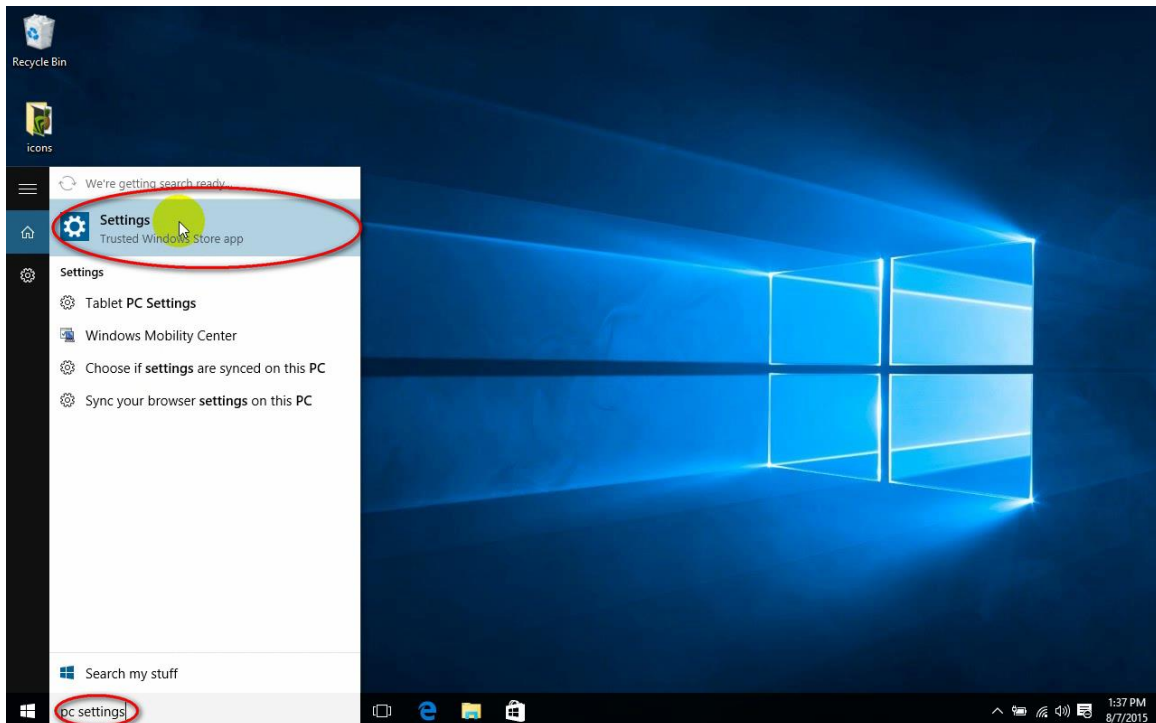 Recycle Bin
icons
We're getting search ready...
Settings
Trusted Windows Store app
Settings
Tablet PC Settings
Windows Mobility Center
Choose if settings are synced on this PC
Sync your browser settings on this PC
Search my stuff
pc settings
1:37 PM
8/7/2015